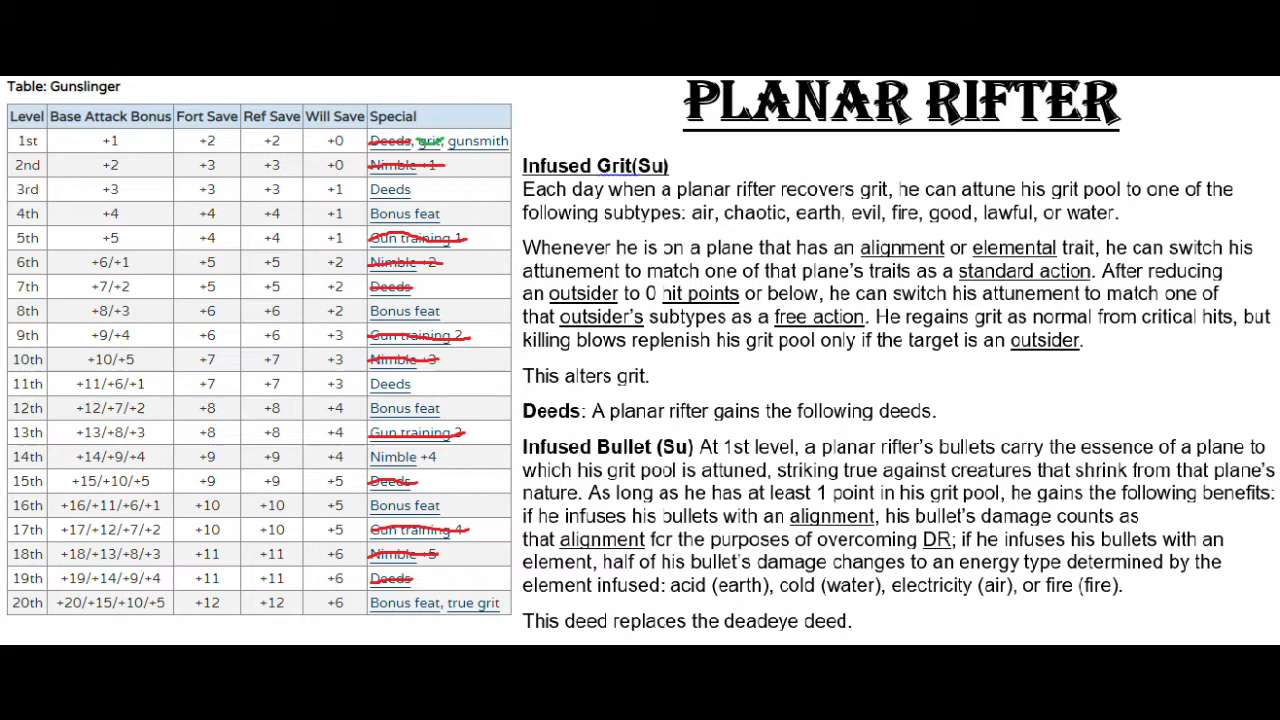 PLANAR RIFTER
Table: Gunslinger
Level Base Attack Bonus Fort Save Ref Save Will Save Special
1st +1 +2 +2 +0 Deeds, grit, gunsmith
2nd +2 +3 +3 +0 Nimble +1
3rd +3 +3 +3 +1 Deeds
4th +4 +4 +4 +1 Bonus feat
5th +5 +4 +4 +1 Gun training 1
6th +6/+1 +5 +5 +2 Nimble +2
7th +7/+2 +5 +5 +2 Deeds
8th +8/+3 +6 +6 +2 Bonus feat
9th +9/+4 +6 +6 +3 Gun training 2
10th +10/+5 +7 +7 +3 Nimble +3
11th +11/+6/+1 +7 +7 +3 Deeds
12th +12/+7/+2 +8 +8 +4 Bonus feat
13th +13/+8/+3 +8 +8 +4 Gun training 3
14th +14/+9/+4 +9 +9 +4 Nimble +4
15th +15/+10/+5 +9 +9 +5 Deeds
16th +16/+11/+6/+1 +10 +10 +5 Bonus feat
17th +17/+12/+7/+2 +10 +10 +5 Gun training 4
18th +18/+13/+8/+3 +11 +11 +6 Nimble +5
19th +19/+14/+9/+4 +11 +11 +6 Deeds
20th +20/+15/+10/+5 +12 +12 +6 Bonus feat, true grit
Infused Grit(Su)
Each day when a planar rifter recovers grit, he can attune his grit pool to one of the
following subtypes: air, chaotic, earth, evil, fire, good, lawful, or water.
Whenever he is on a plane that has an alignment or elemental trait, he can switch his
attunement to match one of that plane's traits as a standard action. After reducing
an outsider to 0 hit points or below, he can switch his attunement to match one of
that outsider's subtypes as a free action. He regains grit as normal from critical hits, but
killing blows replenish his grit pool only if the target is an outsider.
This alters grit.
Deeds: A planar rifter gains the following deeds.
Infused Bullet (Su) At 1st level, a planar rifter's bullets carry the essence of a plane to
which his grit pool is attuned, striking true against creatures that shrink from that plane's
nature. As long as he has at least 1 point in his grit pool, he gains the following benefits:
if he infuses his bullets with an alignment, his bullet's damage counts as
that alignment for the purposes of overcoming DR; if he infuses his bullets with an
element, half of his bullet's damage changes to an energy type determined by the
element infused: acid (earth), cold (water), electricity (air), or fire (fire).
This deed replaces the deadeye deed.